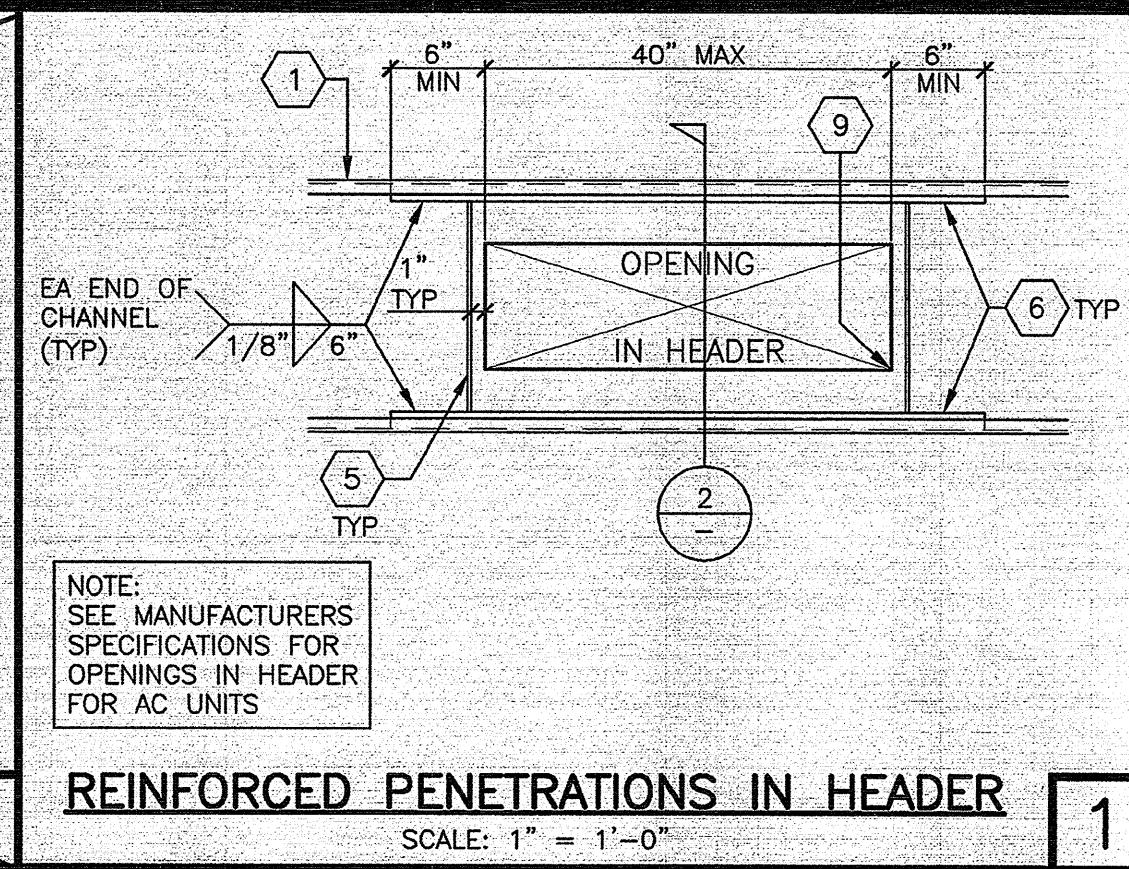 6"
MIN
40" MAX
6"
MIN
1
9
OPENING
IN HEADER
1"
TYP
EA END OF
CHANNEL
(TYP)
1/8"
6"
6
TYP
5
TYP
2
–
NOTE:
SEE MANUFACTURERS
SPECIFICATIONS FOR
OPENINGS IN HEADER
FOR AC UNITS
REINFORCED PENETRATIONS IN HEADER
SCALE: 1" = 1'–0"
1